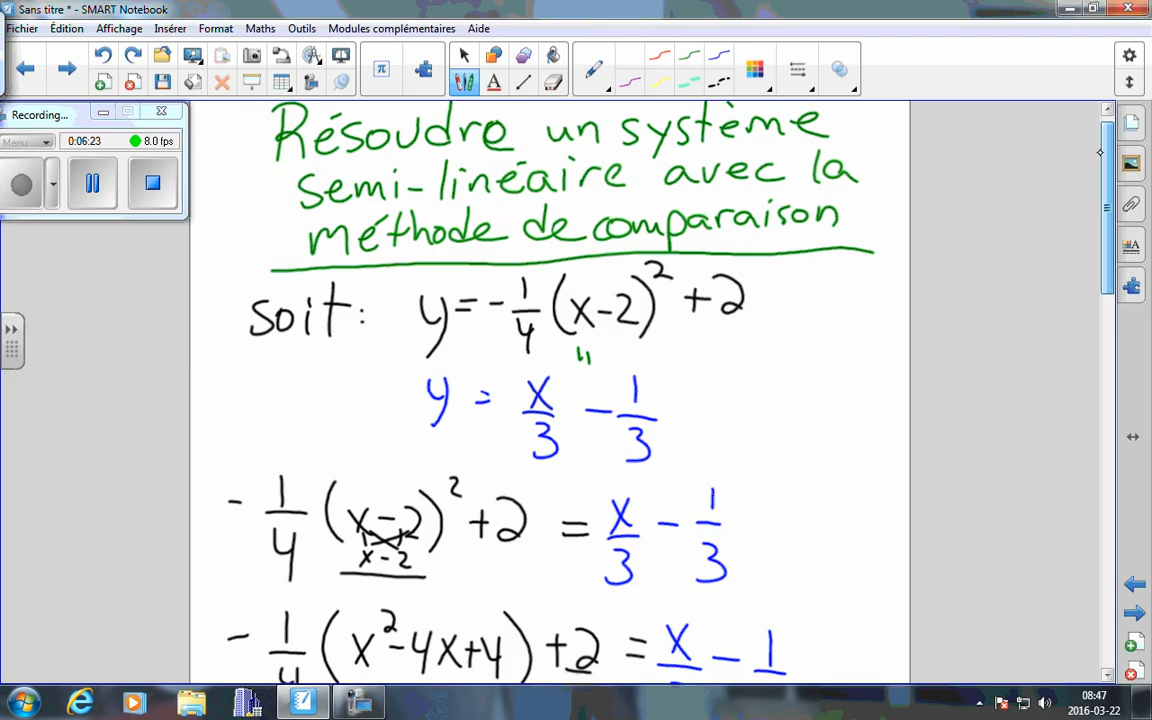 Sans titre * - SMART Notebook
Fichier Édition Affichage Insérer Format Maths Outils Modules complémentaires Aide
Recording...
Menu
0:06:23 8.0 fps
Résoudre un système
semi-linéaire avec la
méthode de comparaison
soit: y = -1/4 (x-2)² +2
y = x/3 - 1/3
-1/4 (x-2)² +2 = x/3 - 1/3
x-2
-1/4 (x²-4x+4) +2 = x - 1
08:47
2016-03-22